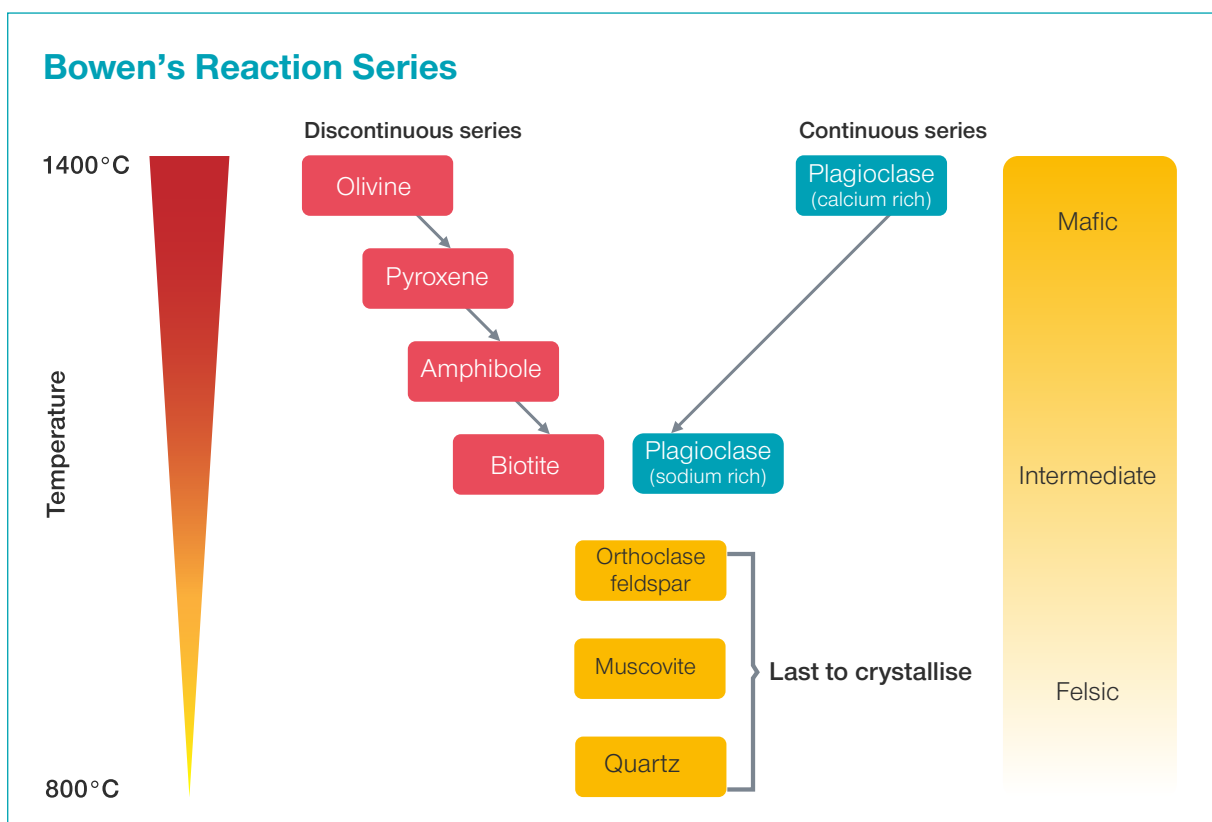 Bowen’s Reaction Series
Discontinuous series
Continuous series
1400°C
Olivine
Plagioclase
(calcium rich)
Mafic
Pyroxene
Amphibole
Temperature
Biotite
Plagioclase
(sodium rich)
Intermediate
Orthoclase
feldspar
Muscovite
Last to crystallise
Felsic
Quartz
800°C